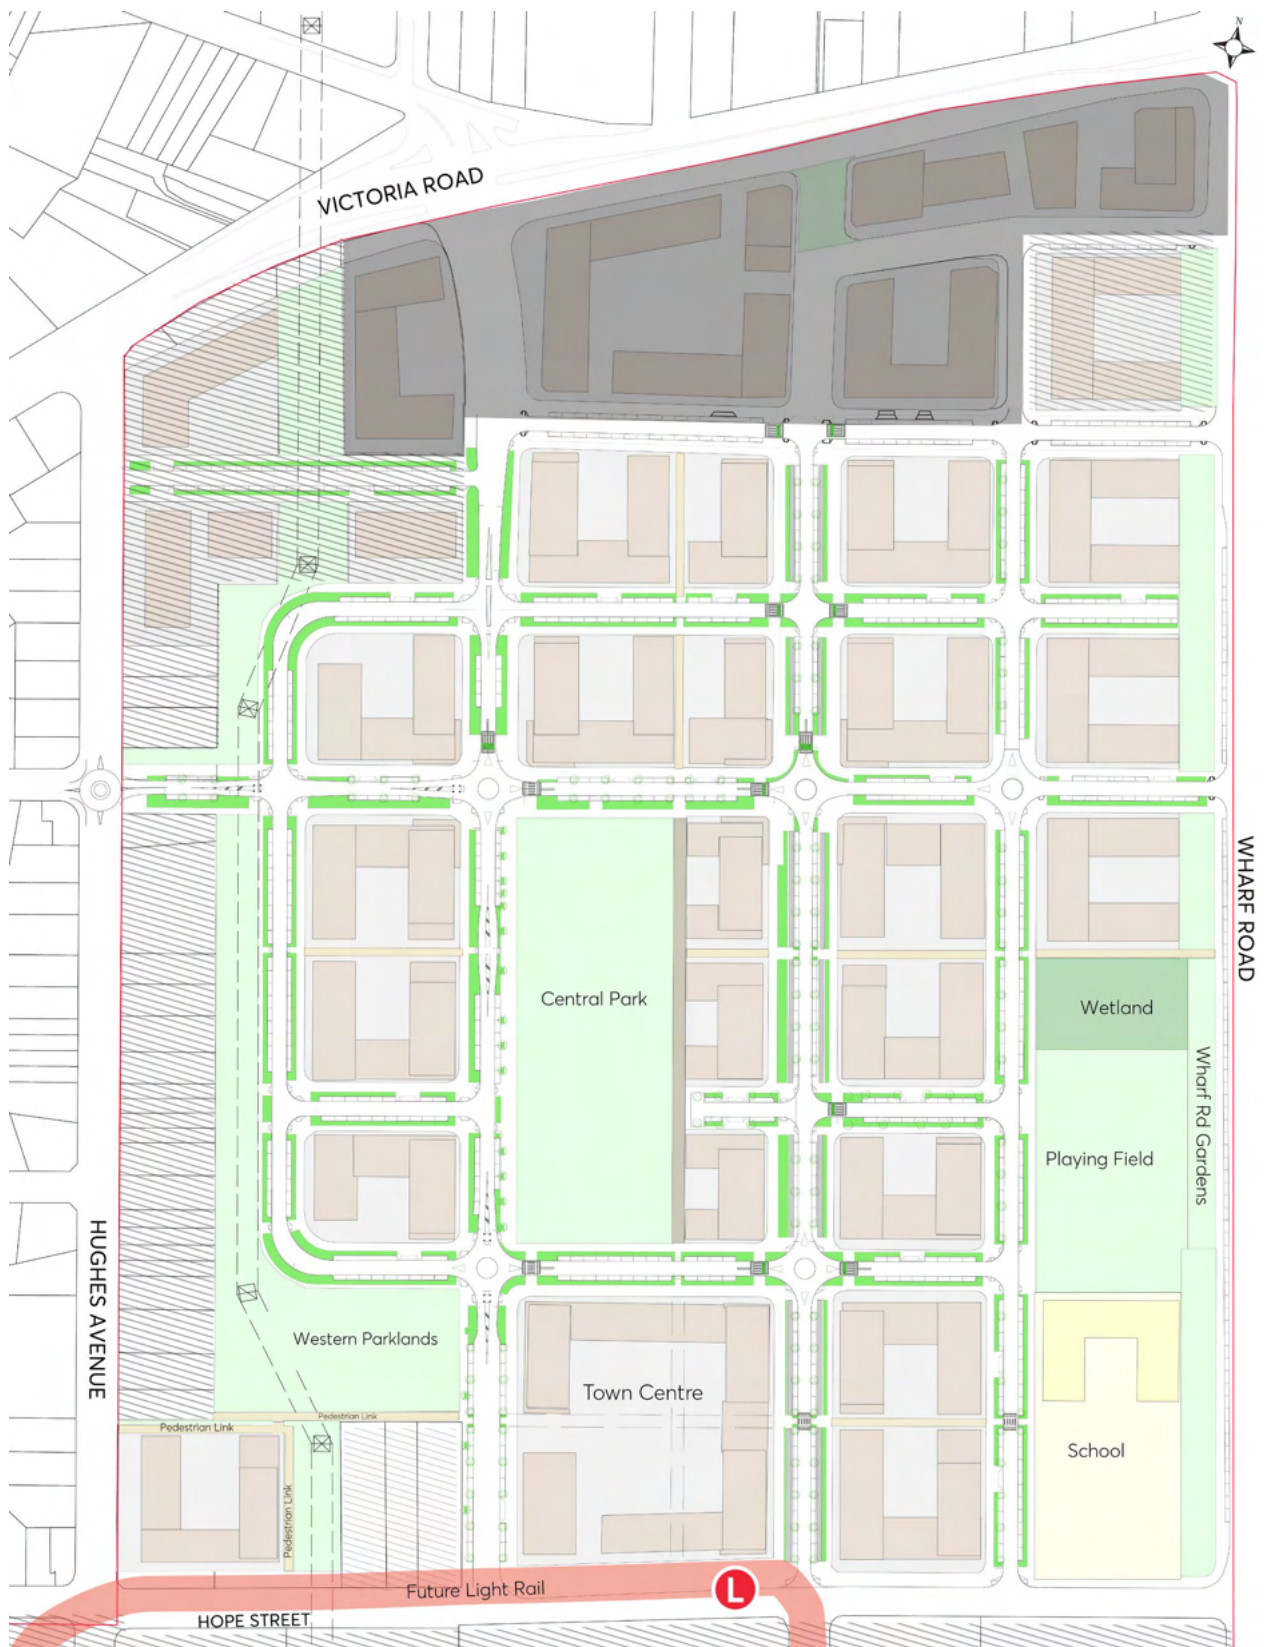 N
VICTORIA ROAD
WHARF ROAD
Central Park
Wetland
Wharf Rd Gardens
Playing Field
HUGHES AVENUE
Western Parklands
Town Centre
Pedestrian Link
Pedestrian Link
School
Pedestrian Link
Future Light Rail
L
HOPE STREET